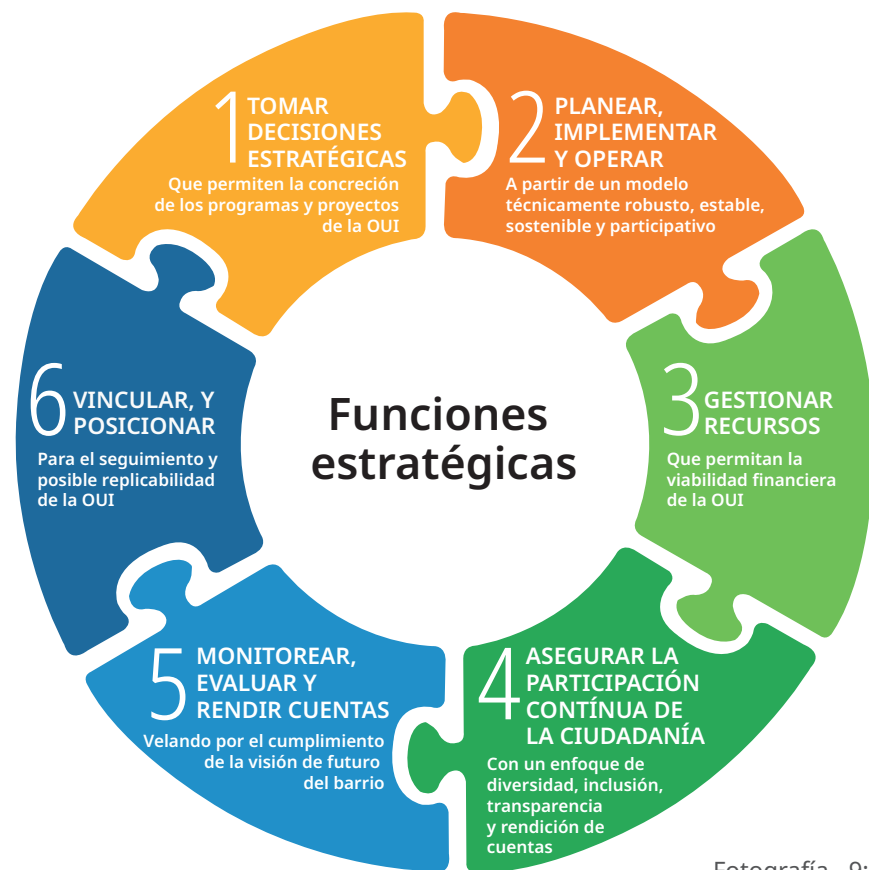 1 TOMAR
DECISIONES
ESTRATÉGICAS
Que permiten la concreción
de los programas y proyectos
de la OUI
2 PLANEAR,
IMPLEMENTAR
Y OPERAR
A partir de un modelo
técnicamente robusto, estable,
sostenible y participativo
3 GESTIONAR
RECURSOS
Que permitan la
viabilidad financiera
de la OUI
4 ASEGURAR LA
PARTICIPACIÓN
CONTÍNUA DE
LA CIUDADANÍA
Con un enfoque de
diversidad, inclusión,
transparencia
y rendición de
cuentas
5 MONITOREAR,
EVALUAR Y
RENDIR CUENTAS
Velando por el cumplimiento
de la visión de futuro
del barrio
6 VINCULAR, Y
POSICIONAR
Para el seguimiento y
posible replicabilidad
de la OUI
Funciones
estratégicas
Fotografía 9: